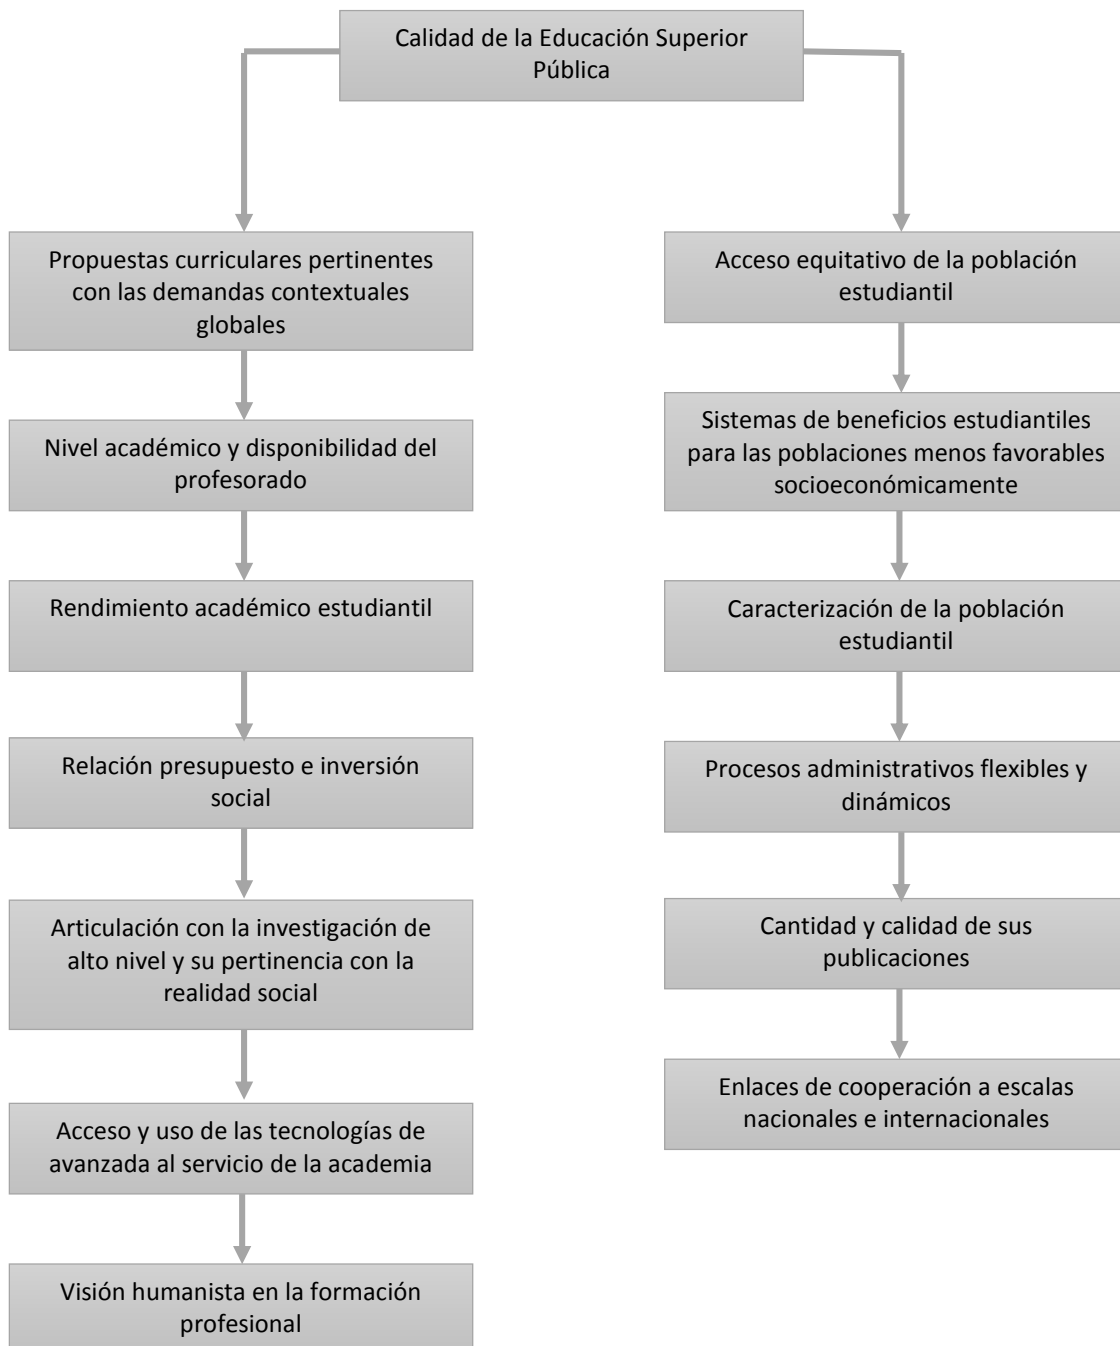 Calidad de la Educación Superior
Pública
Propuestas curriculares pertinentes
con las demandas contextuales
globales
Nivel académico y disponibilidad del
profesorado
Rendimiento académico estudiantil
Relación presupuesto e inversión
social
Articulación con la investigación de
alto nivel y su pertinencia con la
realidad social
Acceso y uso de las tecnologías de
avanzada al servicio de la academia
Visión humanista en la formación
profesional
Acceso equitativo de la población
estudiantil
Sistemas de beneficios estudiantiles
para las poblaciones menos favorables
socioeconómicamente
Caracterización de la población
estudiantil
Procesos administrativos flexibles y
dinámicos
Cantidad y calidad de sus
publicaciones
Enlaces de cooperación a escalas
nacionales e internacionales